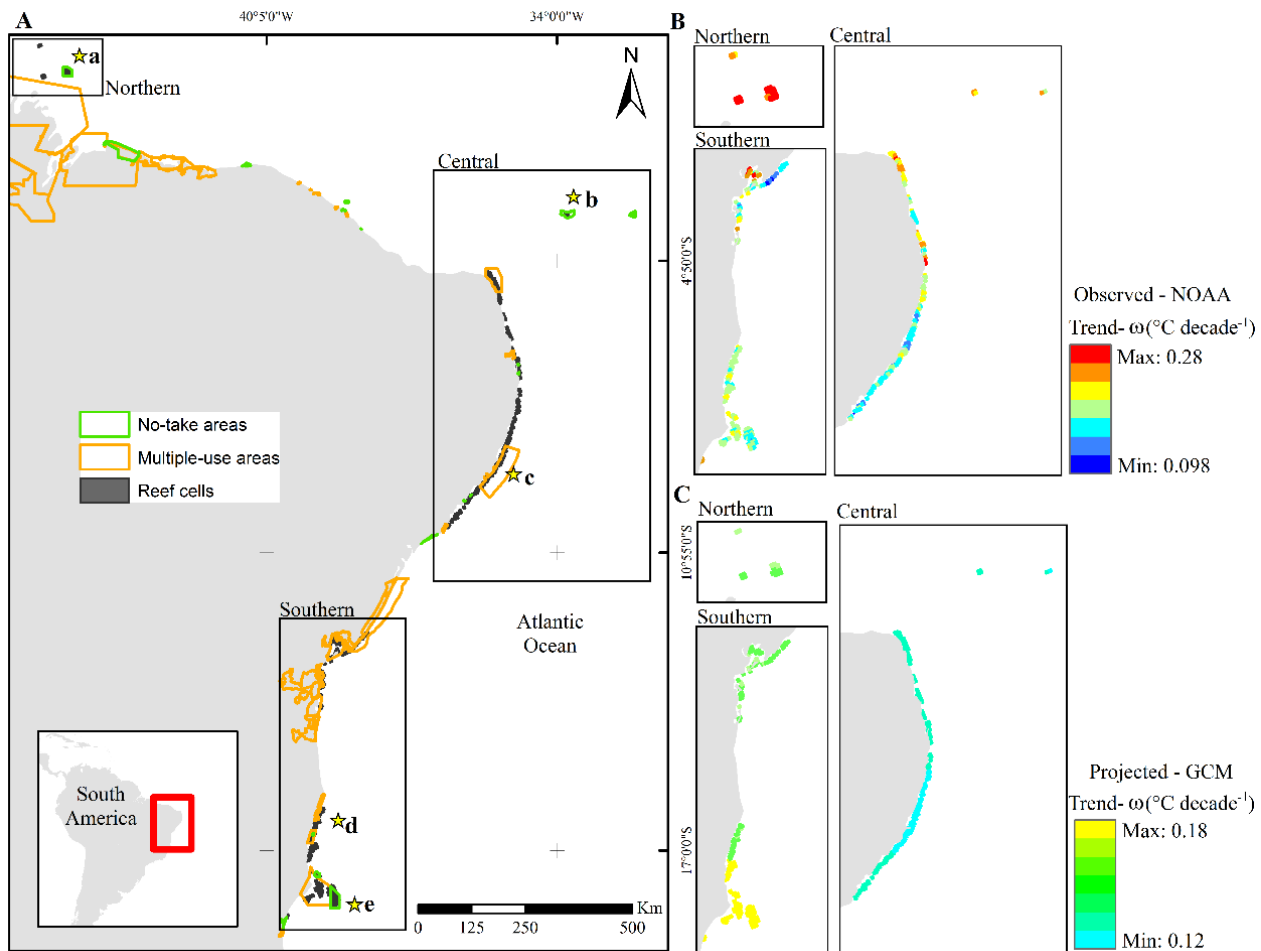 A
40°5'0"W
34°0'0"W
a
Northern
N
Central
b
No-take areas
Multiple-use areas
Reef cells
c
Southern
Atlantic
Ocean
South
America
d
e
Km
0
125
250
500
B
Northern
Central
Southern
4°50'0"S
Observed - NOAA
Trend- ω(°C decade⁻¹)
Max: 0.28
Min: 0.098
C
Northern
Central
10°55'0"S
Southern
17°0'0"S
Projected - GCM
Trend- ω(°C decade⁻¹)
Max: 0.18
Min: 0.12